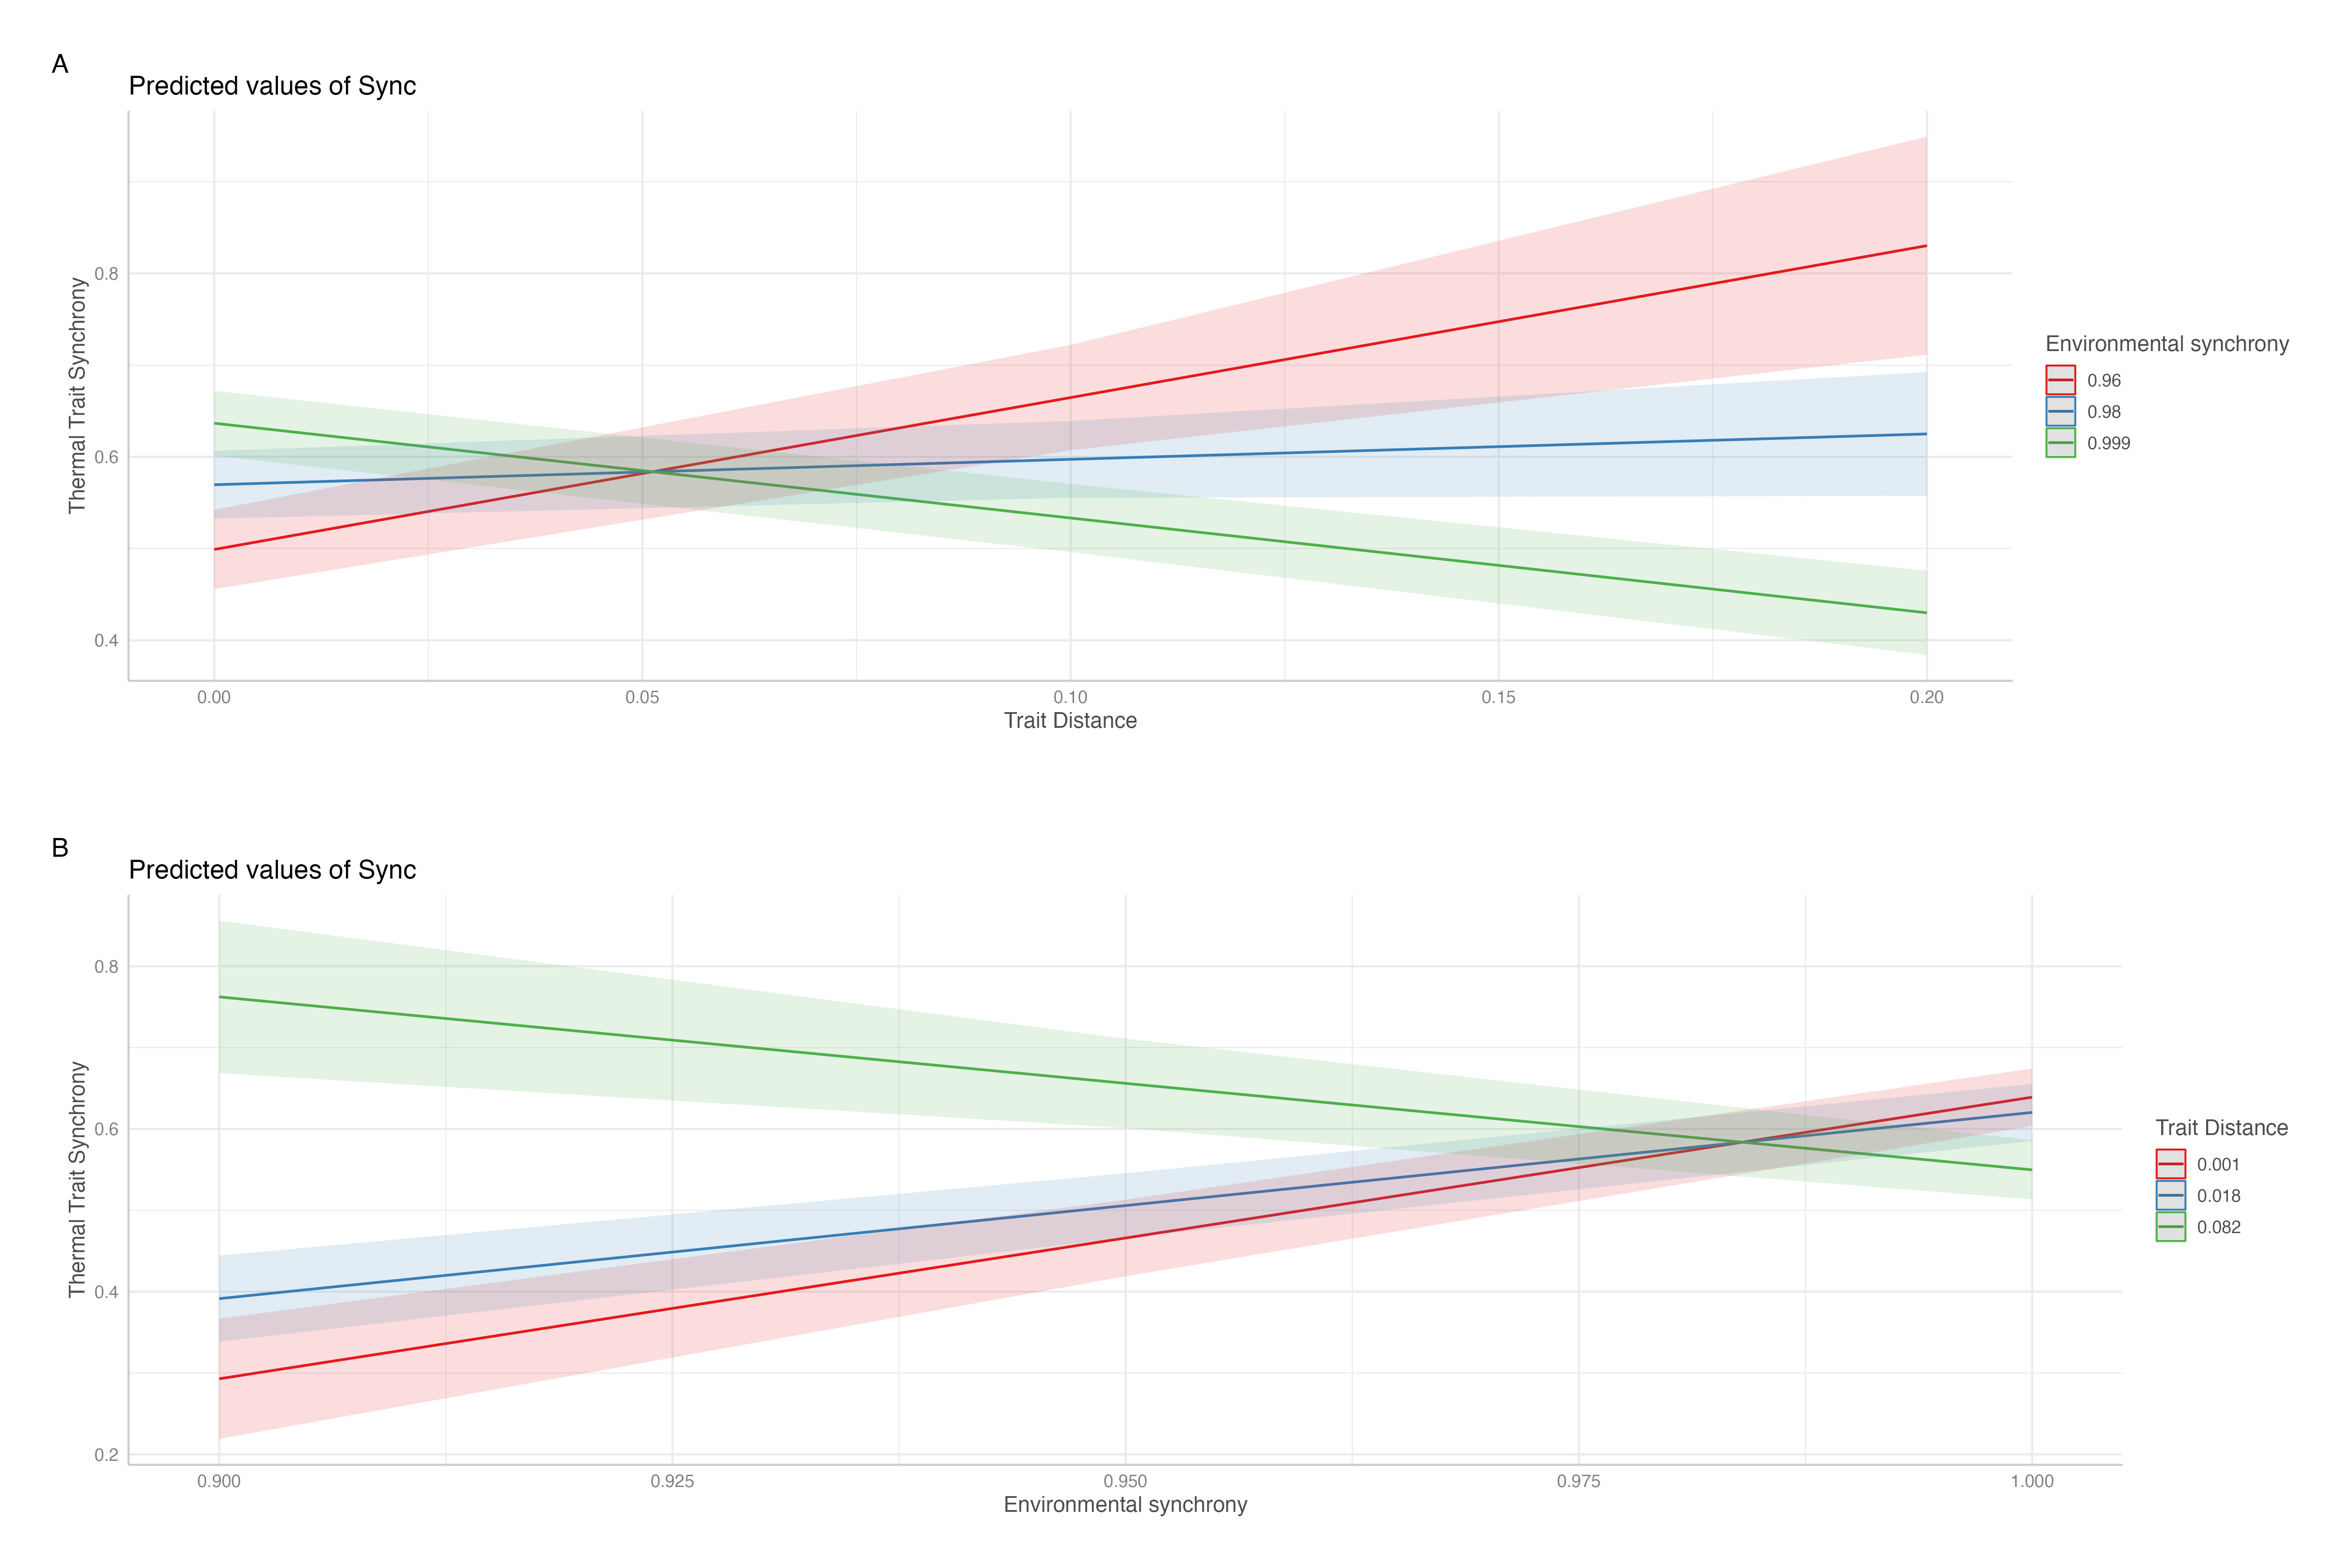 A
Predicted values of Sync
Thermal Trait Synchrony
0.8
0.6
0.4
0.00 0.05 0.10 0.15 0.20
Trait Distance
Environmental synchrony
0.96
0.98
0.999
B
Predicted values of Sync
Thermal Trait Synchrony
0.8
0.6
0.4
0.2
0.900 0.925 0.950 0.975 1.000
Environmental synchrony
Trait Distance
0.001
0.018
0.082